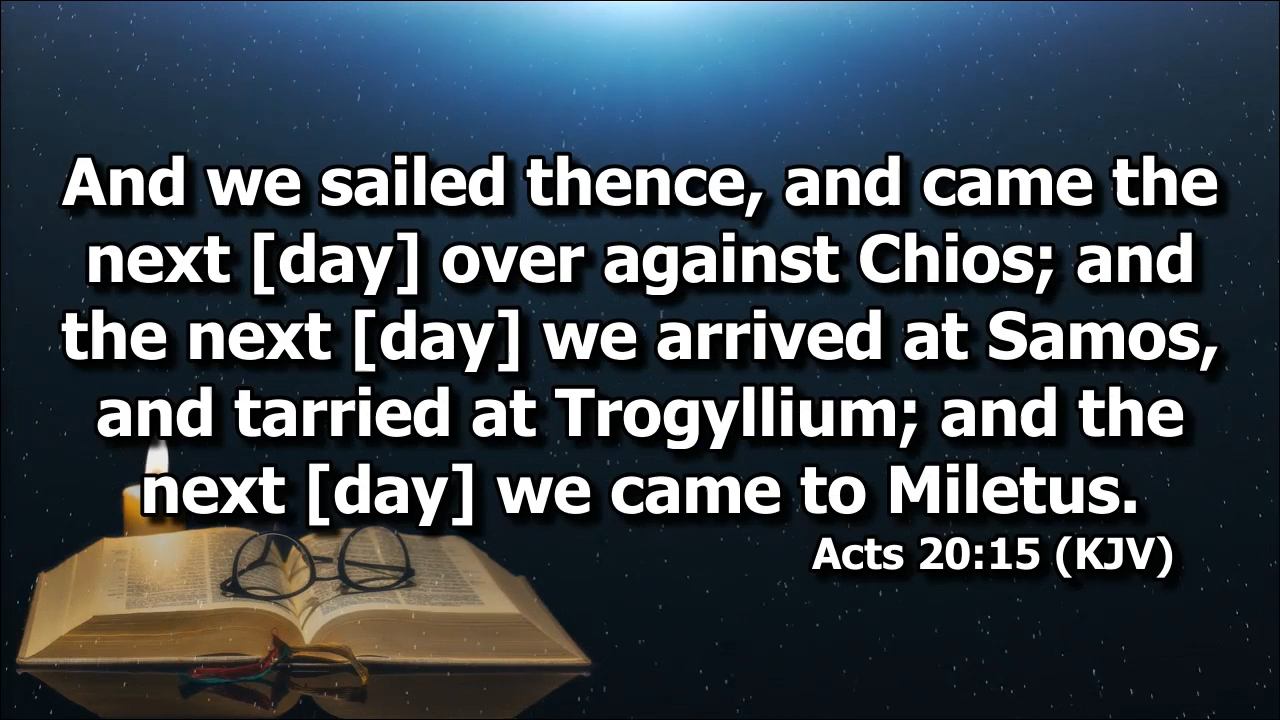 And we sailed thence, and came the
next [day] over against Chios; and
the next [day] we arrived at Samos,
and tarried at Trogyllium; and the
next [day] we came to Miletus.
Acts 20:15 (KJV)